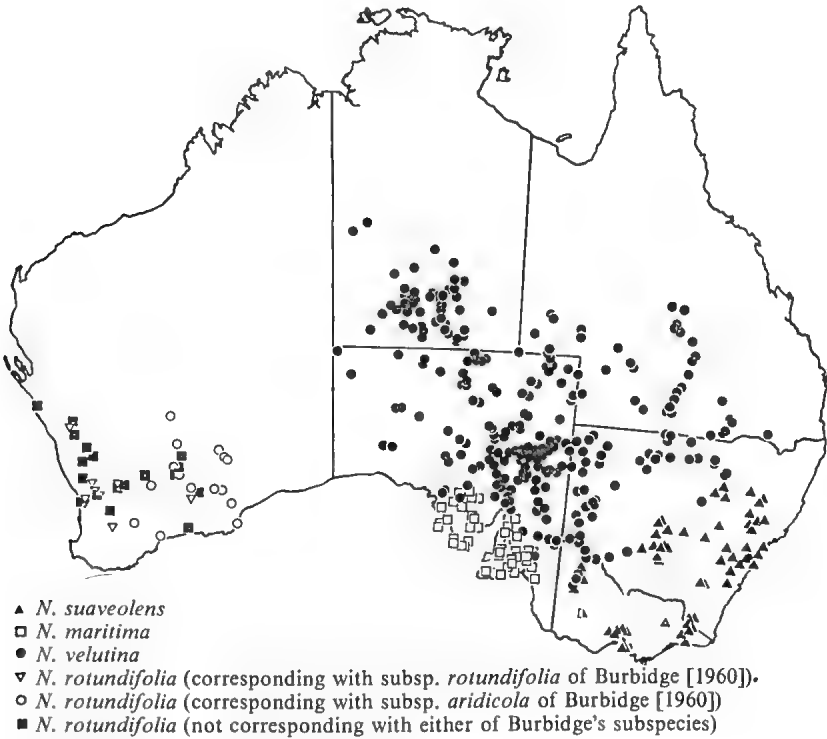 ▲ N. suaveolens
□ N. maritima
● N. velutina
▽ N. rotundifolia (corresponding with subsp. rotundifolia of Burbidge [1960]).
○ N. rotundifolia (corresponding with subsp. aridicola of Burbidge [1960])
■ N. rotundifolia (not corresponding with either of Burbidge's subspecies)